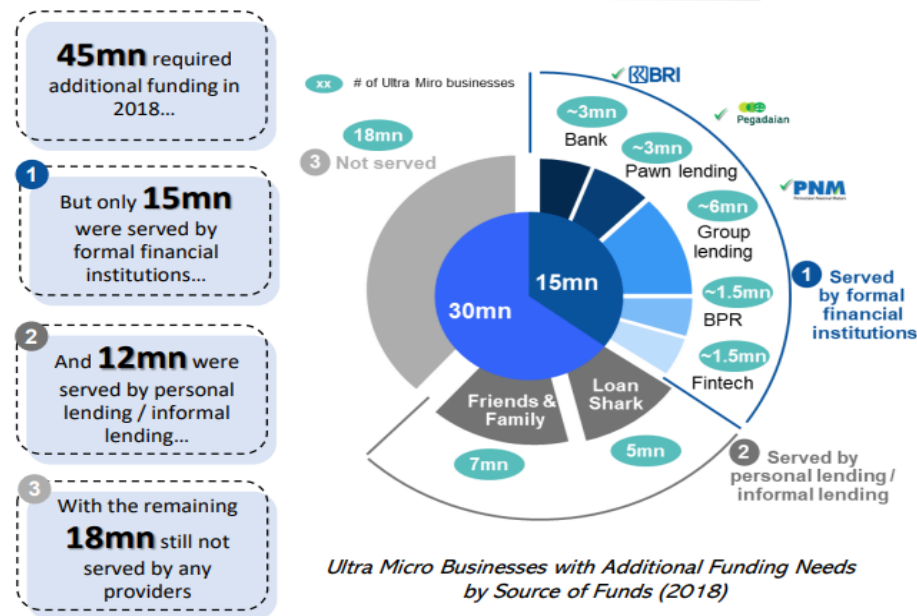 45mn required
additional funding in
2018...
1
But only 15mn
were served by
formal financial
institutions...
2
And 12mn were
served by personal
lending / informal
lending...
3
With the remaining
18mn still not
served by any
providers
xx # of Ultra Miro businesses
18mn
3 Not served
BRI
Pegadaian
PNM
~3mn
Bank
~3mn
Pawn lending
~6mn
Group
lending
~1.5mn
BPR
~1.5mn
Fintech
15mn
30mn
1 Served
by formal
financial
institutions
Friends &
Family
7mn
Loan
Shark
5mn
2 Served by
personal lending /
informal lending
Ultra Micro Businesses with Additional Funding Needs
by Source of Funds (2018)